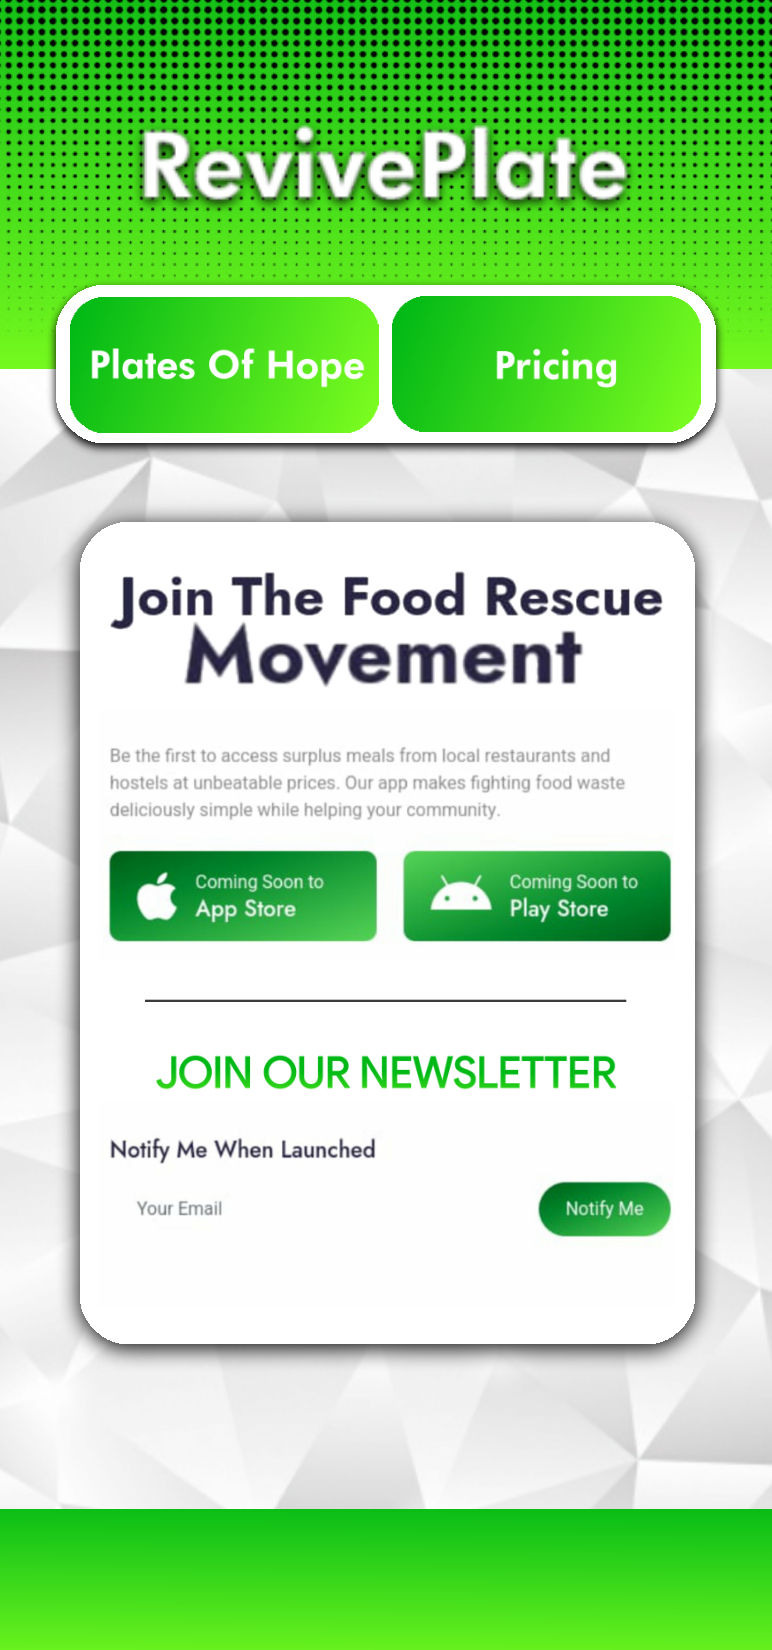 RevivePlate
Plates Of Hope
Pricing
Join The Food Rescue
Movement
Be the first to access surplus meals from local restaurants and
hostels at unbeatable prices. Our app makes fighting food waste
deliciously simple while helping your community.
Coming Soon to
App Store
Coming Soon to
Play Store
JOIN OUR NEWSLETTER
Notify Me When Launched
Your Email
Notify Me